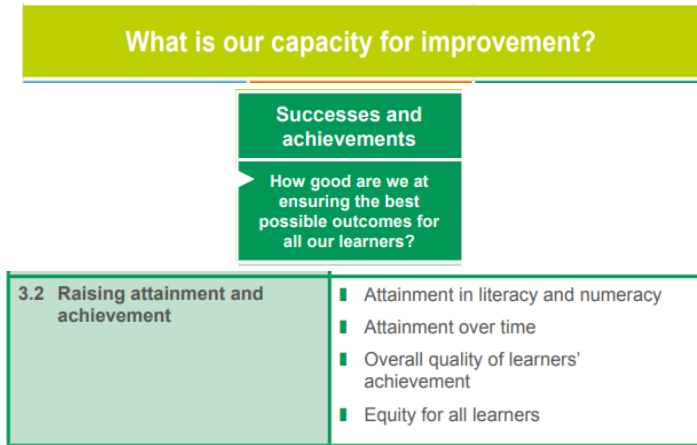 What is our capacity for improvement?
Successes and
achievements
How good are we at
ensuring the best
possible outcomes for
all our learners?
3.2 Raising attainment and
achievement
Attainment in literacy and numeracy
Attainment over time
Overall quality of learners'
achievement
Equity for all learners